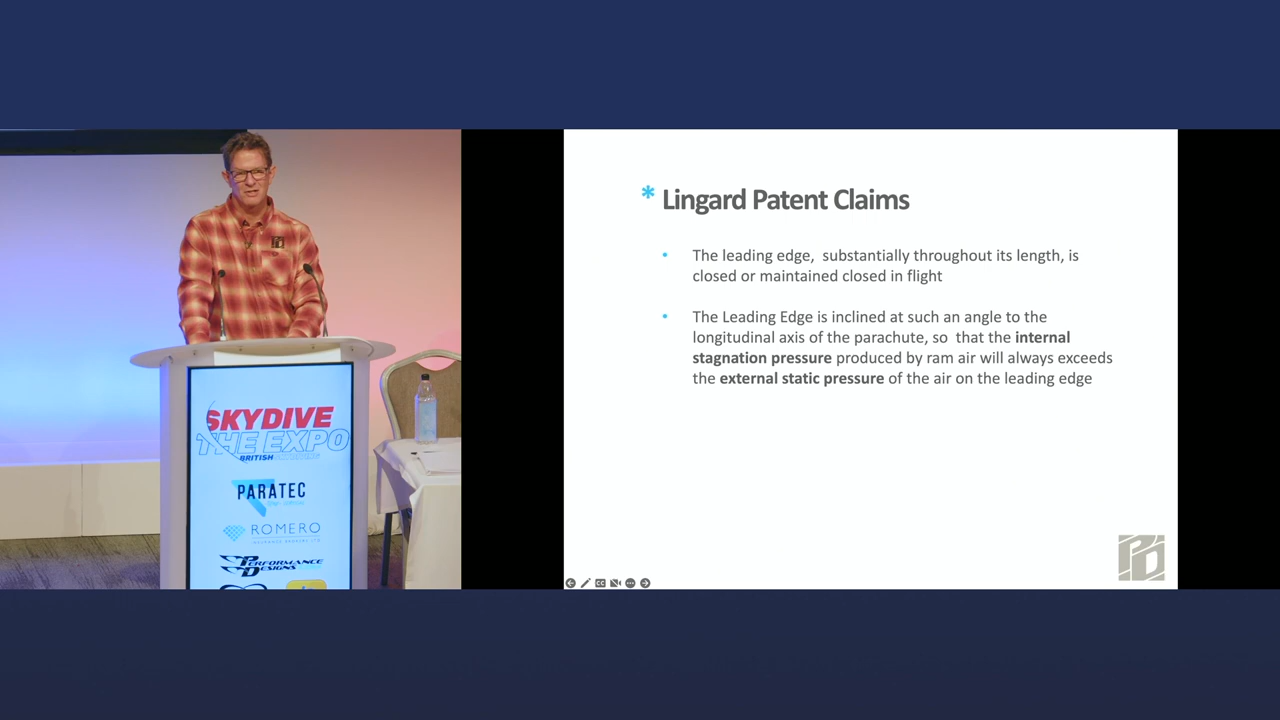 * Lingard Patent Claims
• The leading edge, substantially throughout its length, is
closed or maintained closed in flight
• The Leading Edge is inclined at such an angle to the
longitudinal axis of the parachute, so that the internal
stagnation pressure produced by ram air will always exceeds
the external static pressure of the air on the leading edge
PD
CC
PD
SKYDIVE
THE EXPO
BRITISH
PARATEC
ROMERO
PERFORMANCE
DESIGNS